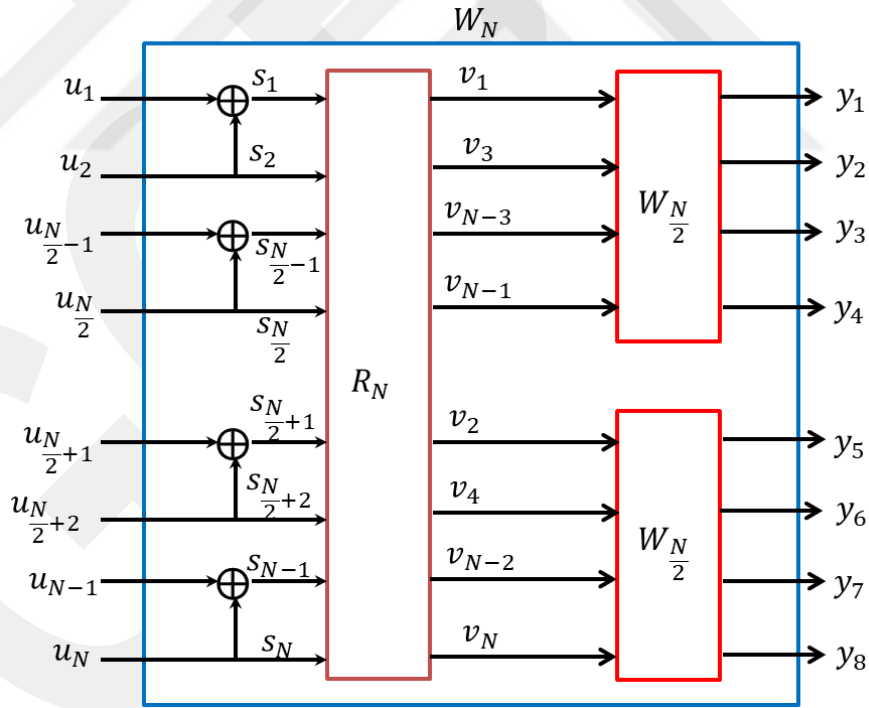 W_N
u_1 s_1 v_1 y_1
u_2 s_2 v_3 y_2
u_{N/2-1} s_{N/2-1} v_{N-3} W_{N/2} y_3
u_{N/2} s_{N/2} v_{N-1} y_4
R_N
u_{N/2+1} s_{N/2+1} v_2 y_5
u_{N/2+2} s_{N/2+2} v_4 y_6
u_{N-1} s_{N-1} v_{N-2} W_{N/2} y_7
u_N s_N v_N y_8